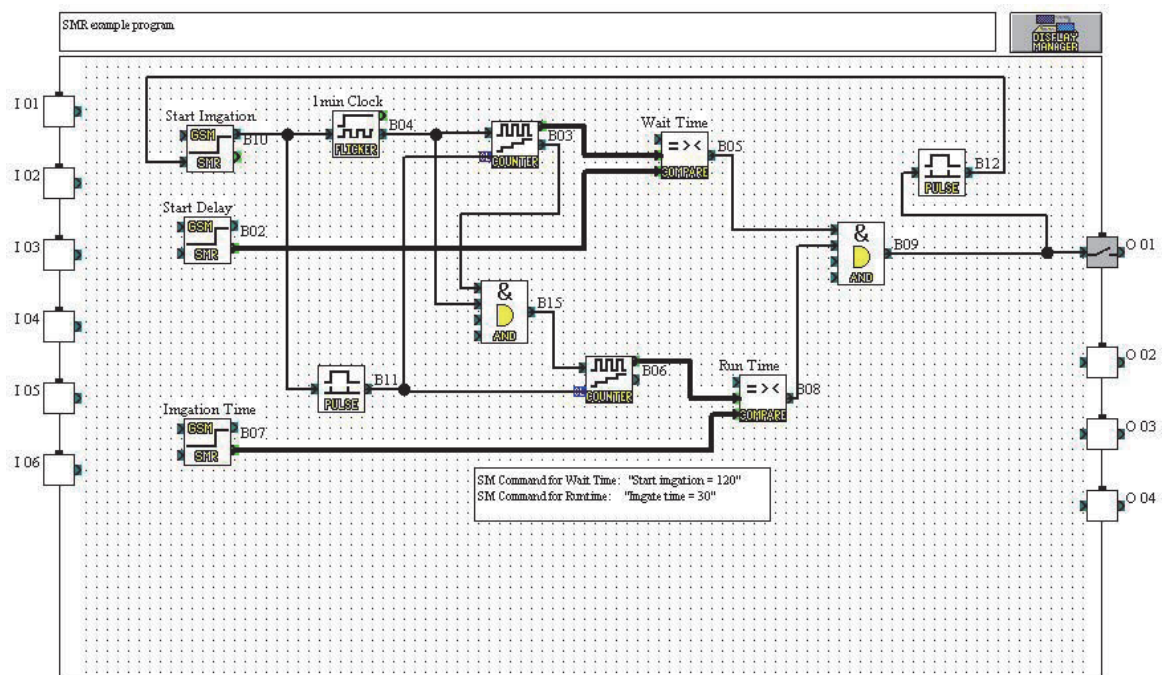 SMR example program
DISPLAY
MANAGER
I 01
Start Imgation
GSM
SMR
B10
1min Clock
FLICKER
B04
COUNTER
B03
CL
Wait Time
= ><
COMPARE
B05
PULSE
B12
I 02
Start Delay
GSM
SMR
B02
I 03
&
AND
B09
O 01
I 04
&
AND
B15
O 02
I 05
PULSE
B11
CL
COUNTER
B06
Run Time
= ><
COMPARE
B08
Imgation Time
GSM
SMR
B07
O 03
I 06
SM Command for Wait Time: "Start imgation = 120"
SM Command for Runtime: "Imgate time = 30"
O 04